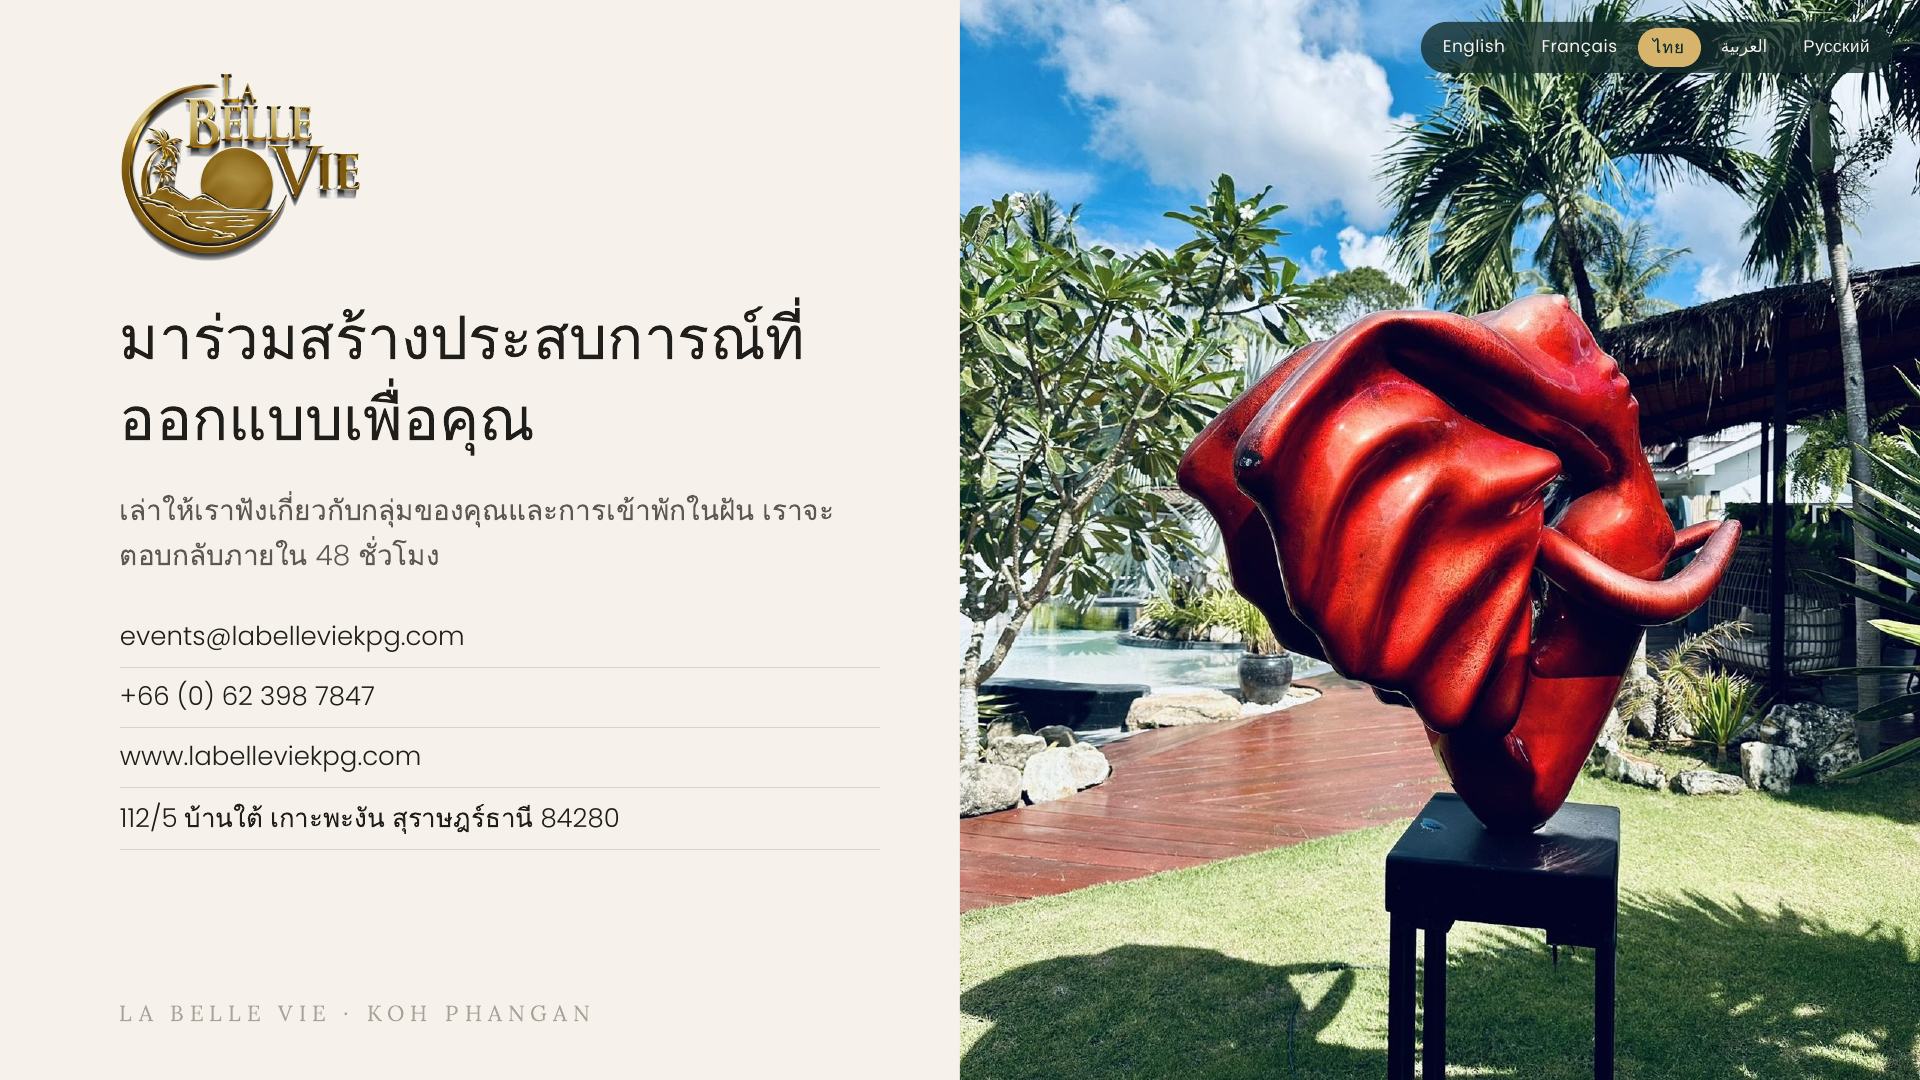 English Français ไทย العربية Русский
LA
BELLE
VIE
มาร่วมสร้างประสบการณ์ที่
ออกแบบเพื่อคุณ
เล่าให้เราฟังเกี่ยวกับกลุ่มของคุณและการเข้าพักในฝัน เราจะ
ตอบกลับภายใน 48 ชั่วโมง
events@labelleviekpg.com
+66 (0) 62 398 7847
www.labelleviekpg.com
112/5 บ้านใต้ เกาะพะงัน สุราษฎร์ธานี 84280
LA BELLE VIE · KOH PHANGAN